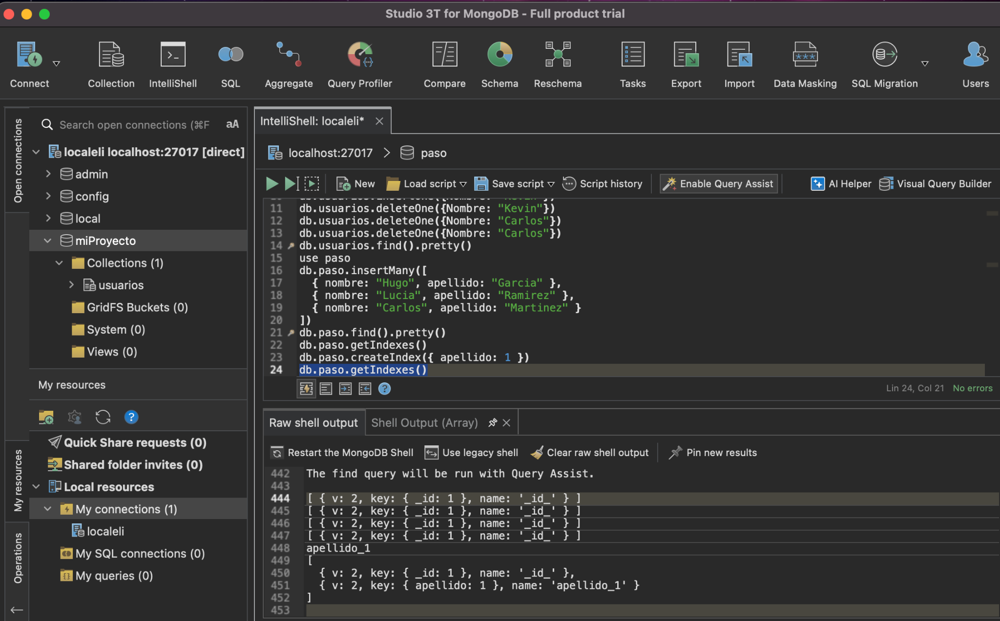 Studio 3T for MongoDB - Full product trial
Connect
Collection
IntelliShell
SQL
Aggregate
Query Profiler
Compare
Schema
Reschema
Tasks
Export
Import
Data Masking
SQL Migration
Users
Open connections
Search open connections (⌘F
aA
localeli localhost:27017 [direct]
admin
config
local
miProyecto
Collections (1)
usuarios
GridFS Buckets (0)
System (0)
Views (0)
My resources
My resources
Quick Share requests (0)
Shared folder invites (0)
Local resources
My connections (1)
localeli
My SQL connections (0)
My queries (0)
Operations
IntelliShell: localeli*
localhost:27017 > paso
New
Load script
Save script
Script history
Enable Query Assist
AI Helper
Visual Query Builder
10 db.usuarios.insertOne({Nombre: "Kevin"})
11 db.usuarios.deleteOne({Nombre: "Kevin"})
12 db.usuarios.deleteOne({Nombre: "Carlos"})
13 db.usuarios.deleteOne({Nombre: "Carlos"})
14 db.usuarios.find().pretty()
15 use paso
16 db.paso.insertMany([
17 { nombre: "Hugo", apellido: "Garcia" },
18 { nombre: "Lucia", apellido: "Ramirez" },
19 { nombre: "Carlos", apellido: "Martinez" }
20 ])
21 db.paso.find().pretty()
22 db.paso.getIndexes()
23 db.paso.createIndex({ apellido: 1 })
24 db.paso.getIndexes()
Lin 24, Col 21 No errors
Raw shell output
Shell Output (Array)
Restart the MongoDB Shell
Use legacy shell
Clear raw shell output
Pin new results
442 The find query will be run with Query Assist.
443
444 [ { v: 2, key: { _id: 1 }, name: '_id_' } ]
445 [ { v: 2, key: { _id: 1 }, name: '_id_' } ]
446 [ { v: 2, key: { _id: 1 }, name: '_id_' } ]
447 [ { v: 2, key: { _id: 1 }, name: '_id_' } ]
448 apellido_1
449 [
450 { v: 2, key: { _id: 1 }, name: '_id_' },
451 { v: 2, key: { apellido: 1 }, name: 'apellido_1' }
452 ]
453